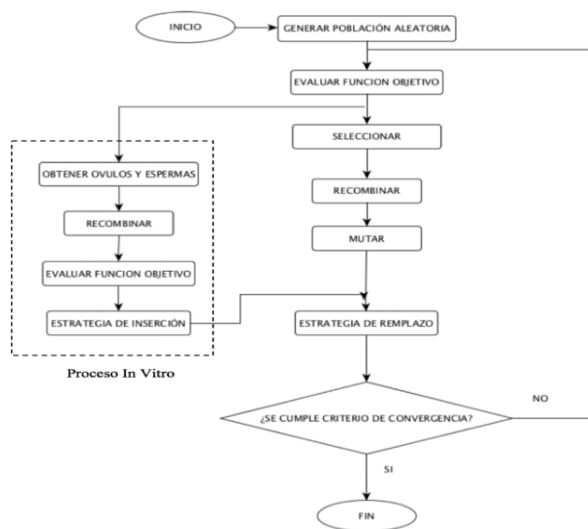 INICIO
GENERAR POBLACIÓN ALEATORIA
EVALUAR FUNCION OBJETIVO
SELECCIONAR
OBTENER OVULOS Y ESPERMAS
RECOMBINAR
RECOMBINAR
MUTAR
EVALUAR FUNCION OBJETIVO
ESTRATEGIA DE INSERCIÓN
ESTRATEGIA DE REMPLAZO
Proceso In Vitro
¿SE CUMPLE CRITERIO DE CONVERGENCIA?
NO
SI
FIN